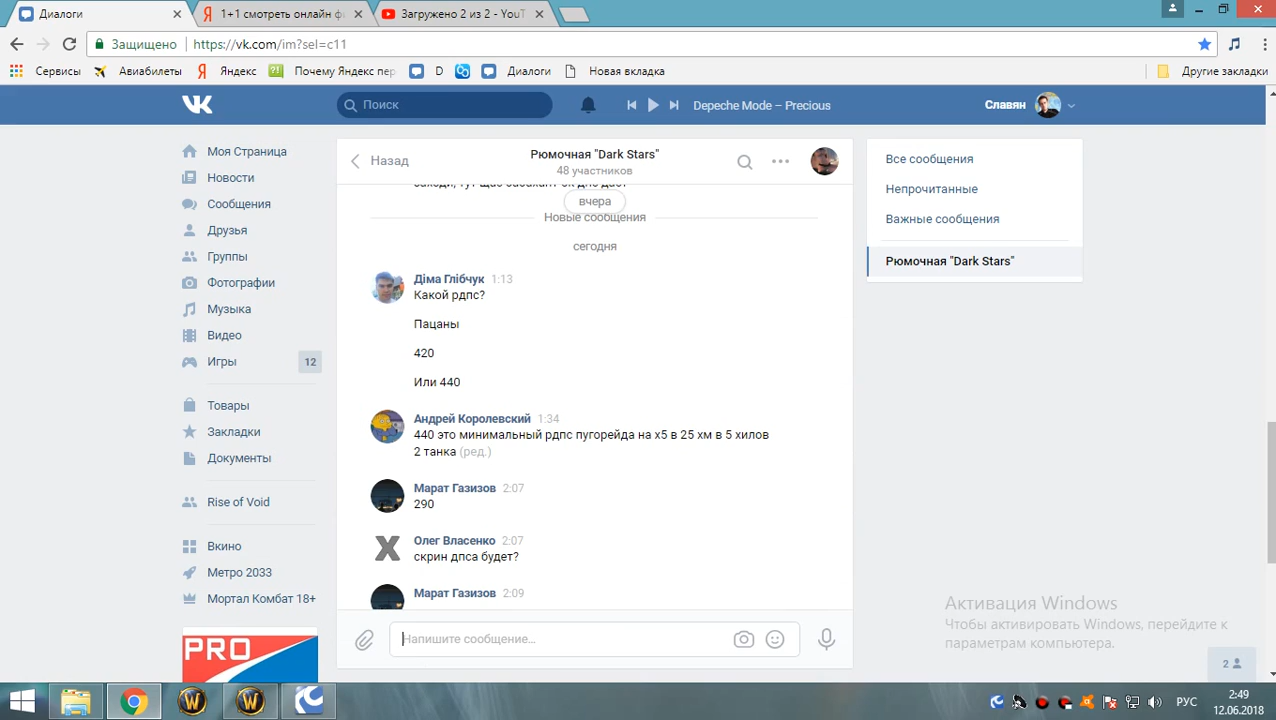 Диалоги
1+1 смотреть онлайн ф
Загружено 2 из 2 - YouT
Защищено
https://vk.com/im?sel=c11
Сервисы
Авиабилеты
Яндекс
Почему Яндекс пер
D
Диалоги
Новая вкладка
Другие закладки
Поиск
Depeche Mode – Precious
Славян
Моя Страница
Новости
Сообщения
Друзья
Группы
Фотографии
Музыка
Видео
Игры
12
Товары
Закладки
Документы
Rise of Void
Вкино
Метро 2033
Мортал Комбат 18+
PRO
Назад
Рюмочная "Dark Stars"
48 участников
вчера
Новые сообщения
сегодня
Діма Глібчук 1:13
Какой рдпс?
Пацаны
420
Или 440
Андрей Королевский 1:34
440 это минимальный рдпс пугорейда на х5 в 25 хм в 5 хилов
2 танка (ред.)
Марат Газизов 2:07
290
Олег Власенко 2:07
скрин дпса будет?
Марат Газизов 2:09
Напишите сообщение...
Все сообщения
Непрочитанные
Важные сообщения
Рюмочная "Dark Stars"
Активация Windows
Чтобы активировать Windows, перейдите к
параметрам компьютера.
2
РУС
2:49
12.06.2018